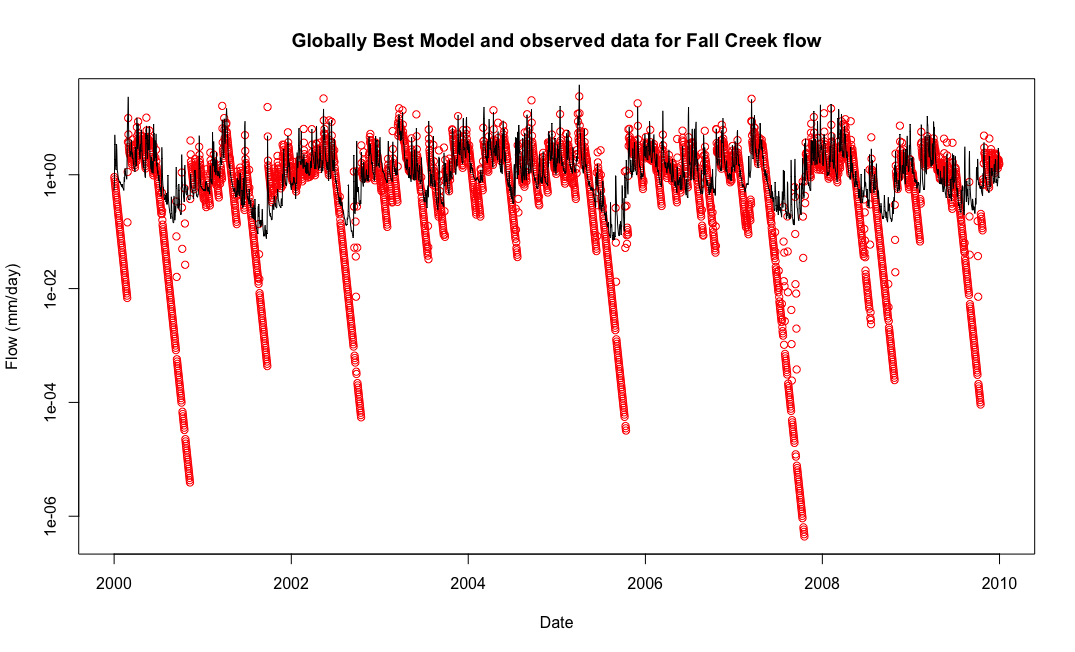 Globally Best Model and observed data for Fall Creek flow
Flow (mm/day)
1e+00
1e-02
1e-04
1e-06
2000 2002 2004 2006 2008 2010
Date